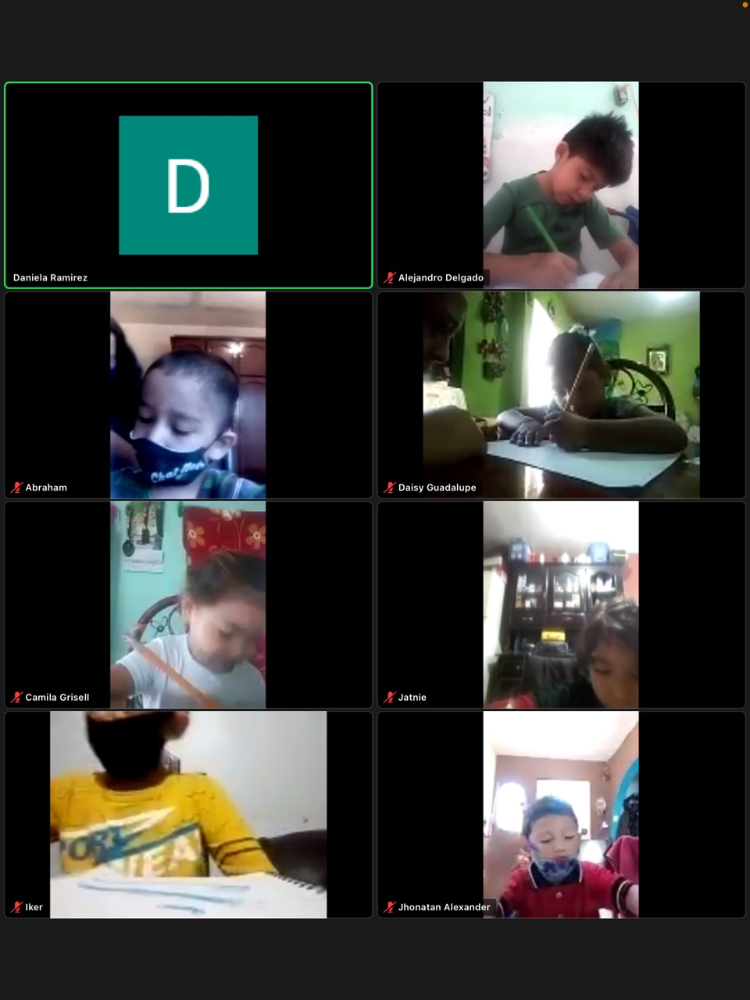 D
Daniela Ramirez
Alejandro Delgado
Abraham
Daisy Guadalupe
Camila Grisell
Jatnie
Iker
Jhonatan Alexander